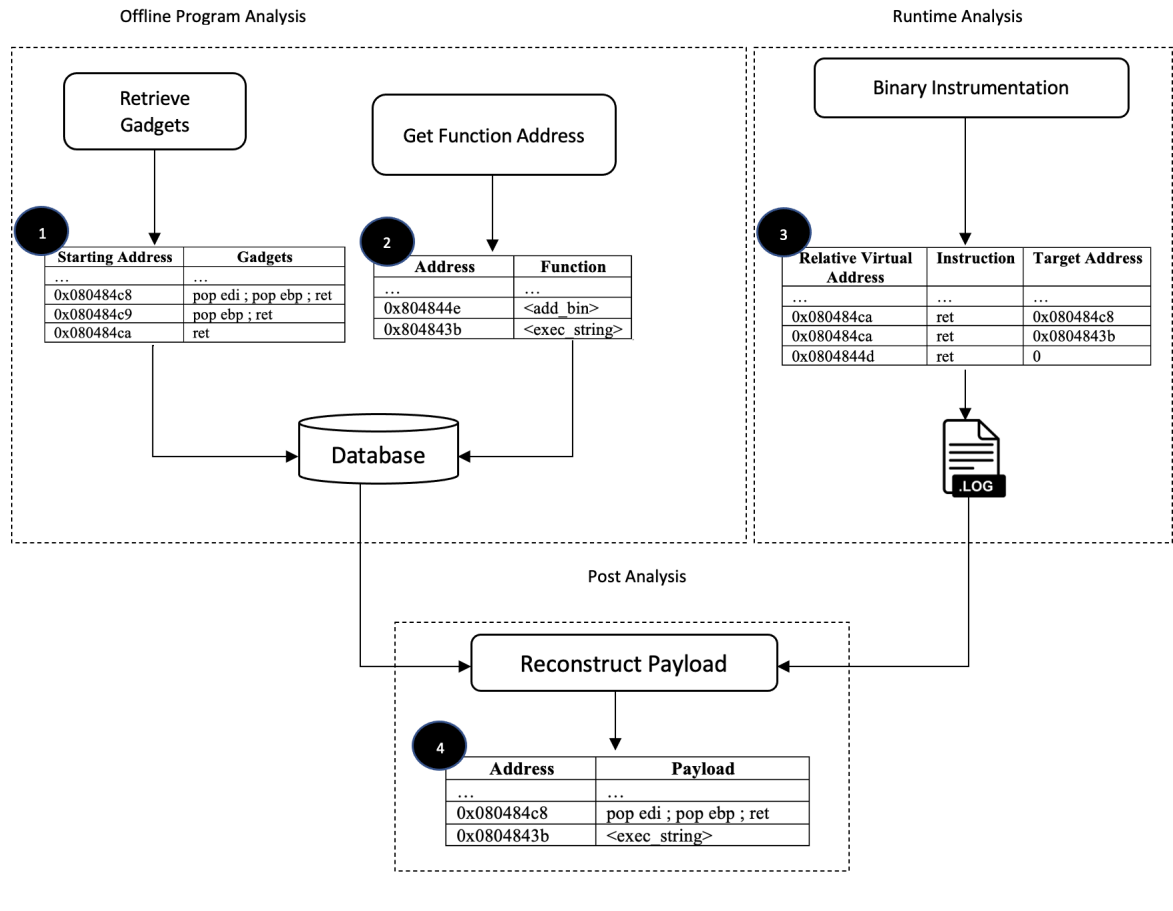 Offline Program Analysis
Runtime Analysis
Retrieve
Gadgets
Get Function Address
Binary Instrumentation
1
Starting Address Gadgets
... ...
0x080484c8 pop edi ; pop ebp ; ret
0x080484c9 pop ebp ; ret
0x080484ca ret
2
Address Function
... ...
0x804844e <add_bin>
0x804843b <exec_string>
3
Relative Virtual Address Instruction Target Address
... ... ...
0x080484ca ret 0x080484c8
0x080484ca ret 0x0804843b
0x0804844d ret 0
Database
.LOG
Post Analysis
Reconstruct Payload
4
Address Payload
... ...
0x080484c8 pop edi ; pop ebp ; ret
0x0804843b <exec_string>